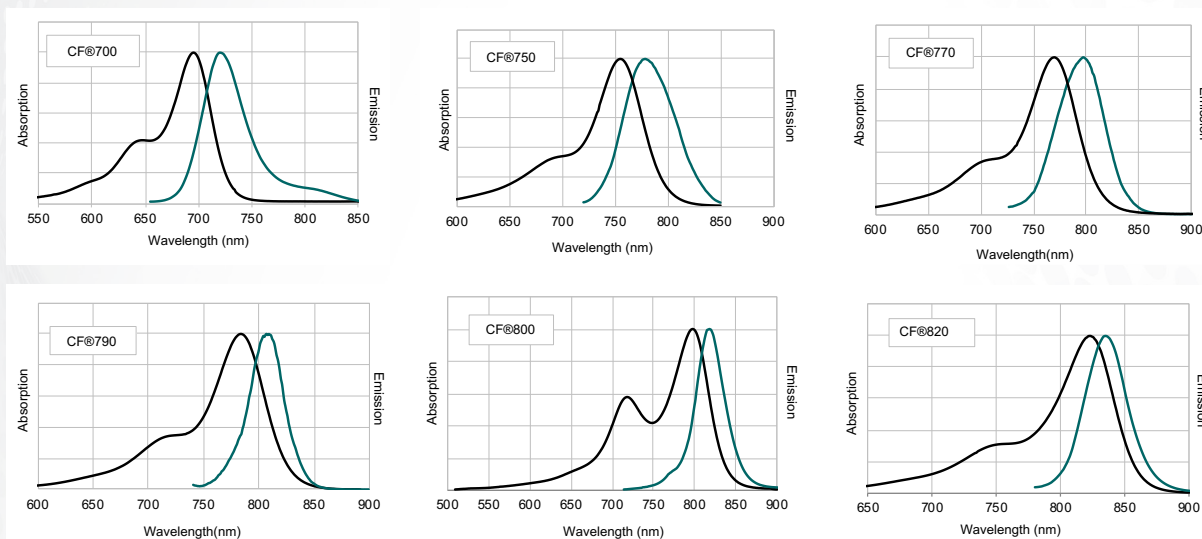 CF®700
Absorption
Emission
550 600 650 700 750 800 850
Wavelength (nm)
CF®750
Absorption
Emission
600 650 700 750 800 850 900
Wavelength (nm)
CF®770
Absorption
Emission
600 650 700 750 800 850 900
Wavelength(nm)
CF®790
Absorption
Emission
600 650 700 750 800 850 900
Wavelength(nm)
CF®800
Absorption
Emission
500 550 600 650 700 750 800 850 900
Wavelength (nm)
CF®820
Absorption
Emission
650 700 750 800 850 900
Wavelength (nm)